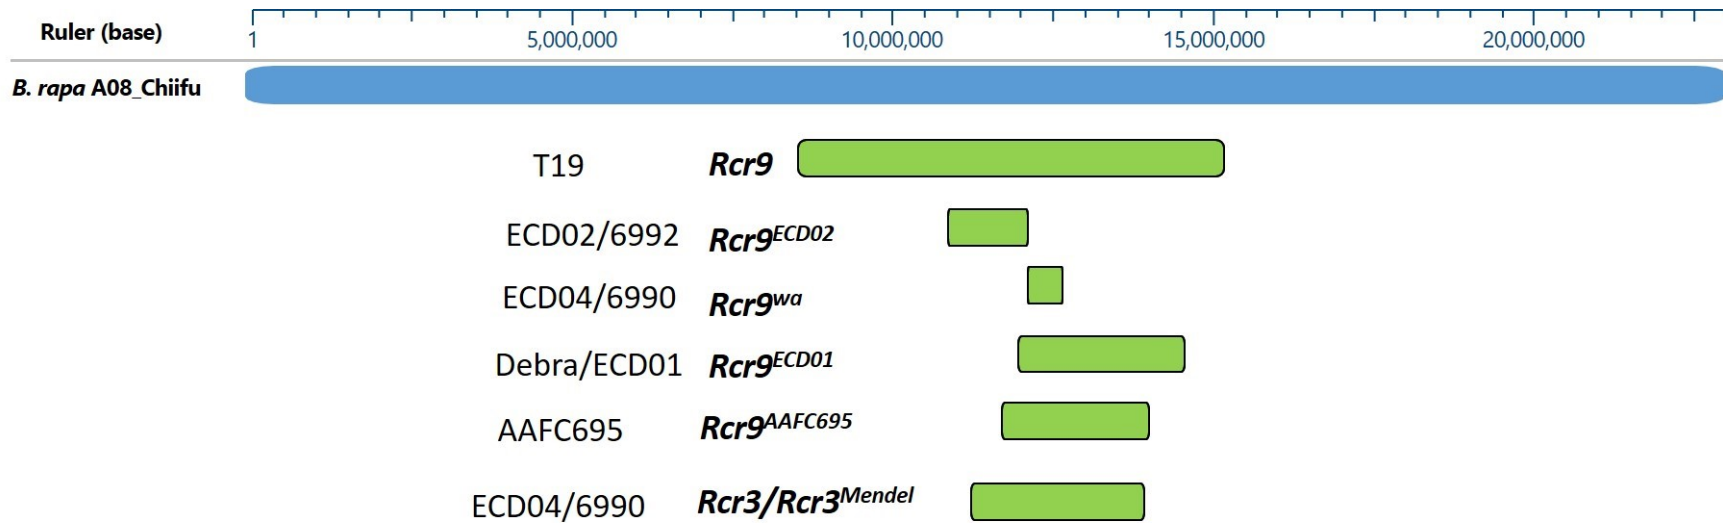 Ruler (base)
1 5,000,000 10,000,000 15,000,000 20,000,000
B. rapa A08_Chiifu
T19 Rcr9
ECD02/6992 Rcr9ECD02
ECD04/6990 Rcr9wa
Debra/ECD01 Rcr9ECD01
AAFC695 Rcr9AAFC695
ECD04/6990 Rcr3/Rcr3Mendel